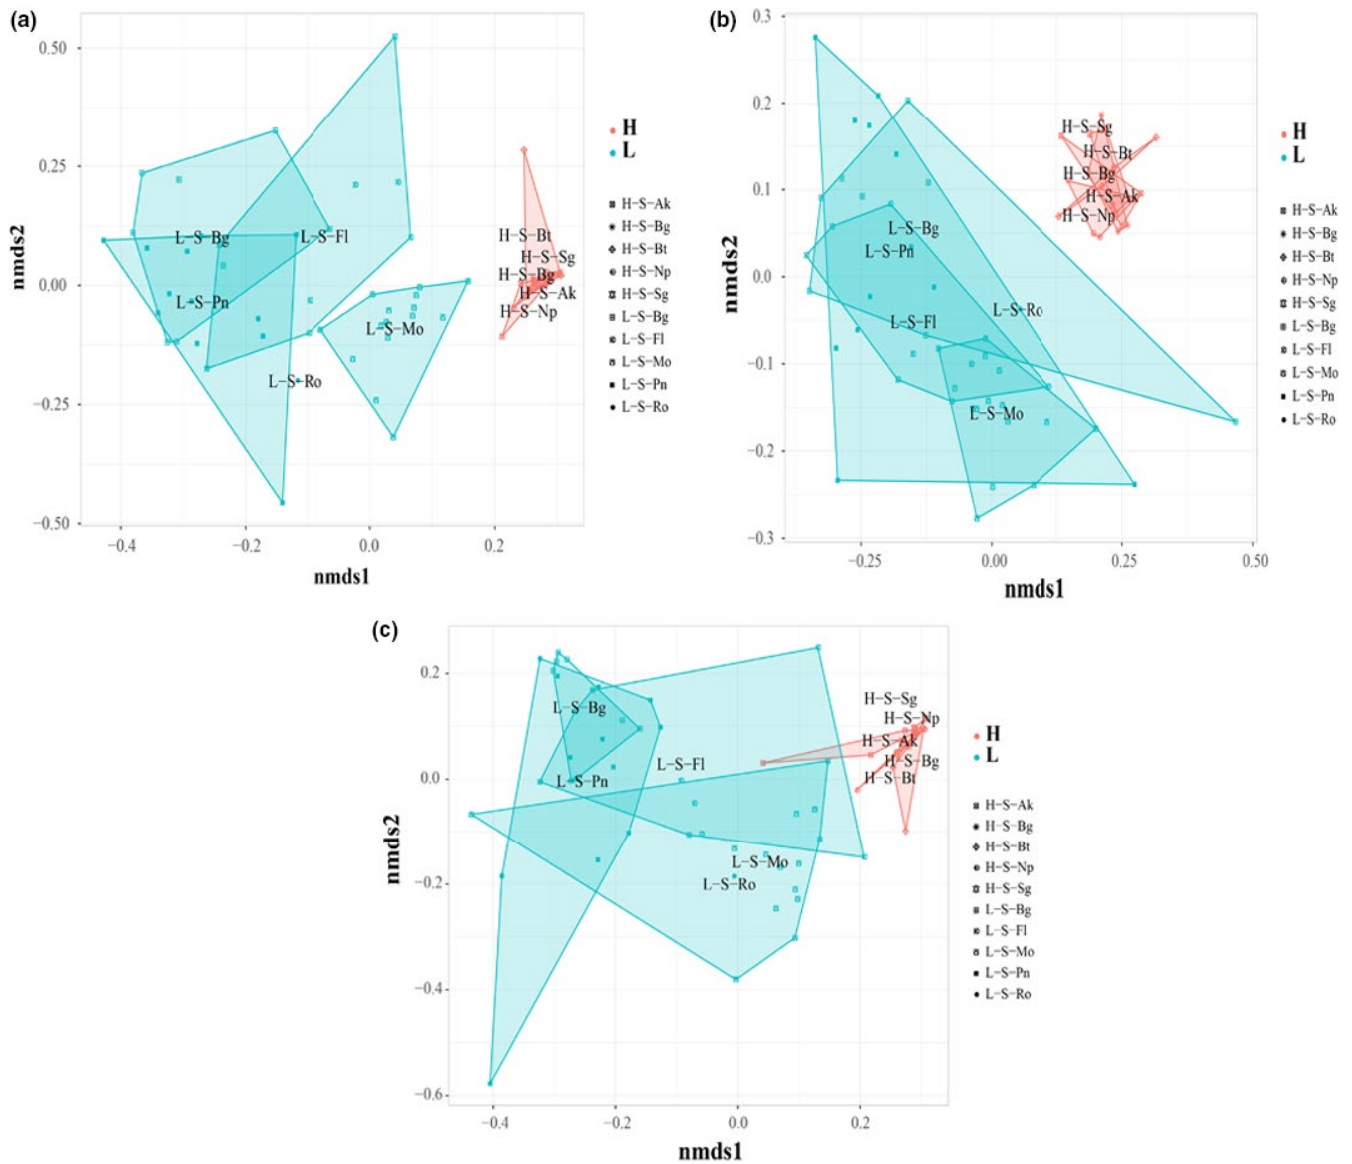 (a)
0.50
0.25
0.00
−0.25
−0.50
nmds2
L−S−Bg
L−S−Fl
L−S−Pn
L−S−Mo
L−S−Ro
H−S−Bt
H−S−Sg
H−S−Bg
H−S−Ak
H−S−Np
−0.4
−0.2
0.0
0.2
nmds1
H
L
H−S−Ak
H−S−Bg
H−S−Bt
H−S−Np
H−S−Sg
L−S−Bg
L−S−Fl
L−S−Mo
L−S−Pn
L−S−Ro
(b)
0.3
0.2
0.1
0.0
−0.1
−0.2
−0.3
nmds2
H−S−Sg
H−S−Bt
H−S−Bg
H−S−Ak
H−S−Np
L−S−Bg
L−S−Pn
L−S−Ro
L−S−Fl
L−S−Mo
−0.25
0.00
0.25
0.50
nmds1
H
L
H−S−Ak
H−S−Bg
H−S−Bt
H−S−Np
H−S−Sg
L−S−Bg
L−S−Fl
L−S−Mo
L−S−Pn
L−S−Ro
(c)
0.2
0.0
−0.2
−0.4
−0.6
nmds2
H−S−Sg
H−S−Np
H−S−Ak
H−S−Bg
H−S−Bt
L−S−Bg
L−S−Fl
L−S−Pn
L−S−Mo
L−S−Ro
−0.4
−0.2
0.0
0.2
nmds1
H
L
H−S−Ak
H−S−Bg
H−S−Bt
H−S−Np
H−S−Sg
L−S−Bg
L−S−Fl
L−S−Mo
L−S−Pn
L−S−Ro